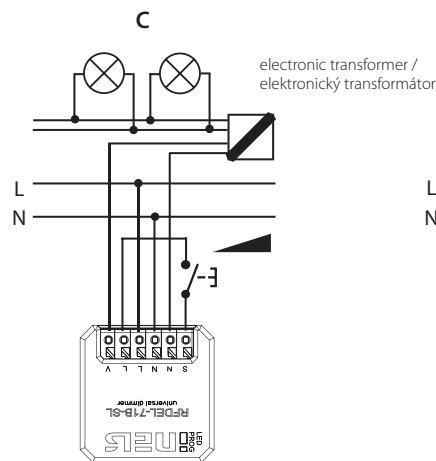 C
electronic transformer /
elektronický transformátor
L
N
L
N
V L L N N S
RFDEL-71B-SL
universal dimmer
LED
PROG